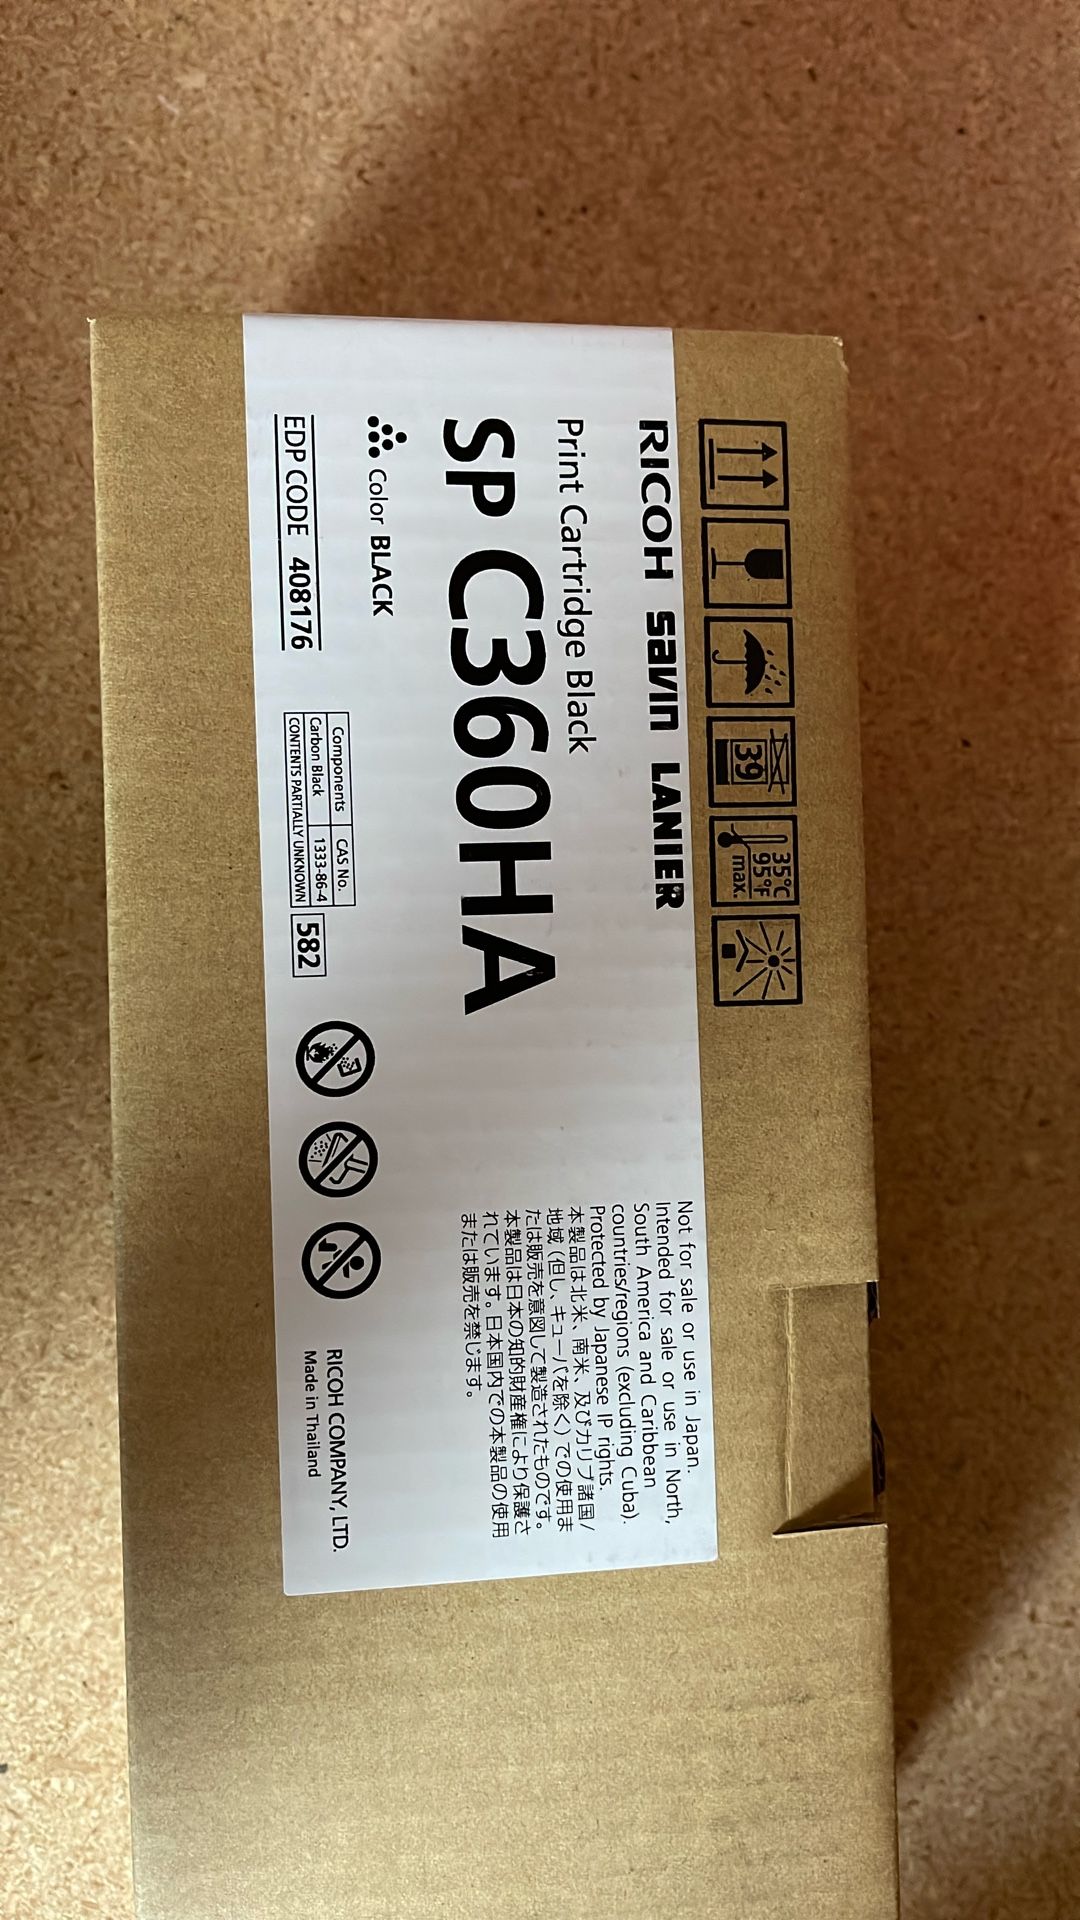 RICOH savin LANIER
Print Cartridge Black
SP C360HA
Color BLACK
EDP CODE 408176
Components CAS No.
Carbon Black 1333-86-4
CONTENTS PARTIALLY UNKNOWN
582
39
35°C
95°F
max.
Not for sale or use in Japan.
Intended for sale or use in North,
South America and Caribbean
countries/regions (excluding Cuba).
Protected by Japanese IP rights.
本製品は北米、南米、及びカリブ諸国/
地域(但し、キューバを除く)での使用ま
たは販売を意図して製造されたものです。
本製品は日本の知的財産権により保護さ
れています。日本国内での本製品の使用
または販売を禁じます。
RICOH COMPANY, LTD.
Made in Thailand